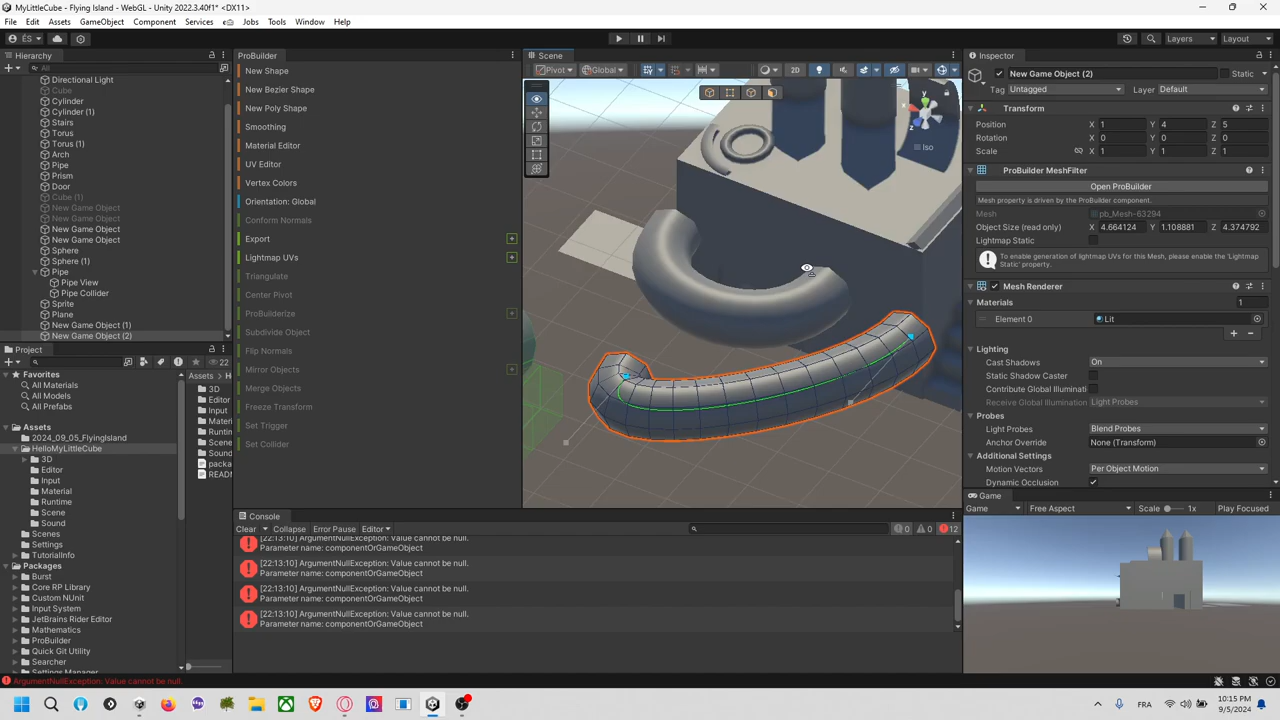 MyLittleCube - Flying Island - WebGL - Unity 2022.3.40f1* <DX11>
File Edit Assets GameObject Component Services Jobs Tools Window Help
ÉS
Layers
Layout
Hierarchy
All
Directional Light
Cube
Cylinder
Cylinder (1)
Stairs
Torus
Torus (1)
Arch
Pipe
Prism
Door
Cube (1)
New Game Object
New Game Object
New Game Object
New Game Object
Sphere
Sphere (1)
Pipe
Pipe View
Pipe Collider
Sprite
Plane
New Game Object (1)
New Game Object (2)
Project
22
Favorites
All Materials
All Models
All Prefabs
Assets
2024_09_05_FlyingIsland
HelloMyLittleCube
3D
Editor
Input
Material
Runtime
Scene
Sound
Scenes
Settings
TutorialInfo
Packages
Burst
Core RP Library
Custom NUnit
Input System
JetBrains Rider Editor
Mathematics
ProBuilder
Quick Git Utility
Searcher
Settings Manager
Assets > H
3D
Editor
Input
Materi
Runtim
Scene
Sound
packa
READ
ProBuilder
New Shape
New Bezier Shape
New Poly Shape
Smoothing
Material Editor
UV Editor
Vertex Colors
Orientation: Global
Conform Normals
Export
Lightmap UVs
Triangulate
Center Pivot
ProBuilderize
Subdivide Object
Flip Normals
Mirror Objects
Merge Objects
Freeze Transform
Set Trigger
Set Collider
Scene
Pivot
Global
2D
y
z
Iso
Console
Clear
Collapse
Error Pause
Editor
0
0
12
[22:13:10] ArgumentNullException: Value cannot be null.
Parameter name: componentOrGameObject
[22:13:10] ArgumentNullException: Value cannot be null.
Parameter name: componentOrGameObject
[22:13:10] ArgumentNullException: Value cannot be null.
Parameter name: componentOrGameObject
[22:13:10] ArgumentNullException: Value cannot be null.
Parameter name: componentOrGameObject
Inspector
New Game Object (2)
Static
Tag Untagged Layer Default
Transform
Position X 1 Y 4 Z 5
Rotation X 0 Y 0 Z 0
Scale X 1 Y 1 Z 1
ProBuilder MeshFilter
Open ProBuilder
Mesh property is driven by the ProBuilder component.
Mesh pb_Mesh-63294
Object Size (read only) X 4.664124 Y 1.108881 Z 4.374792
Lightmap Static
To enable generation of lightmap UVs for this Mesh, please enable the 'Lightmap Static' property.
Mesh Renderer
Materials 1
Element 0 Lit
Lighting
Cast Shadows On
Static Shadow Caster
Contribute Global Illuminati
Receive Global Illuminati Light Probes
Probes
Light Probes Blend Probes
Anchor Override None (Transform)
Additional Settings
Motion Vectors Per Object Motion
Dynamic Occlusion
Game
Game Free Aspect Scale 1x Play Focused
ArgumentNullException: Value cannot be null.
FRA
10:15 PM
9/5/2024